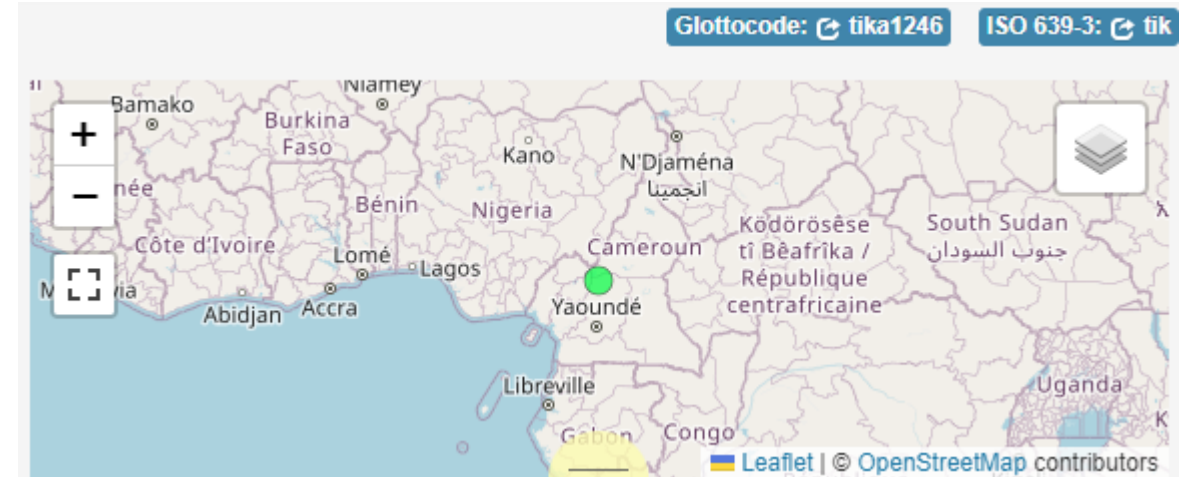 Glottocode: tika1246 ISO 639-3: tik
Niamey
Bamako
Burkina
Faso
Kano
N'Djaména
انجمينا
née
Bénin
Nigeria
Ködörösêse
tî Bêafrîka /
République
centrafricaine
South Sudan
جنوب السودان
Côte d'Ivoire
Lomé
Lagos
Cameroun
Abidjan
Accra
Yaoundé
Libreville
Uganda
Gabon
Congo
+
−
via
K
Leaflet | © OpenStreetMap contributors